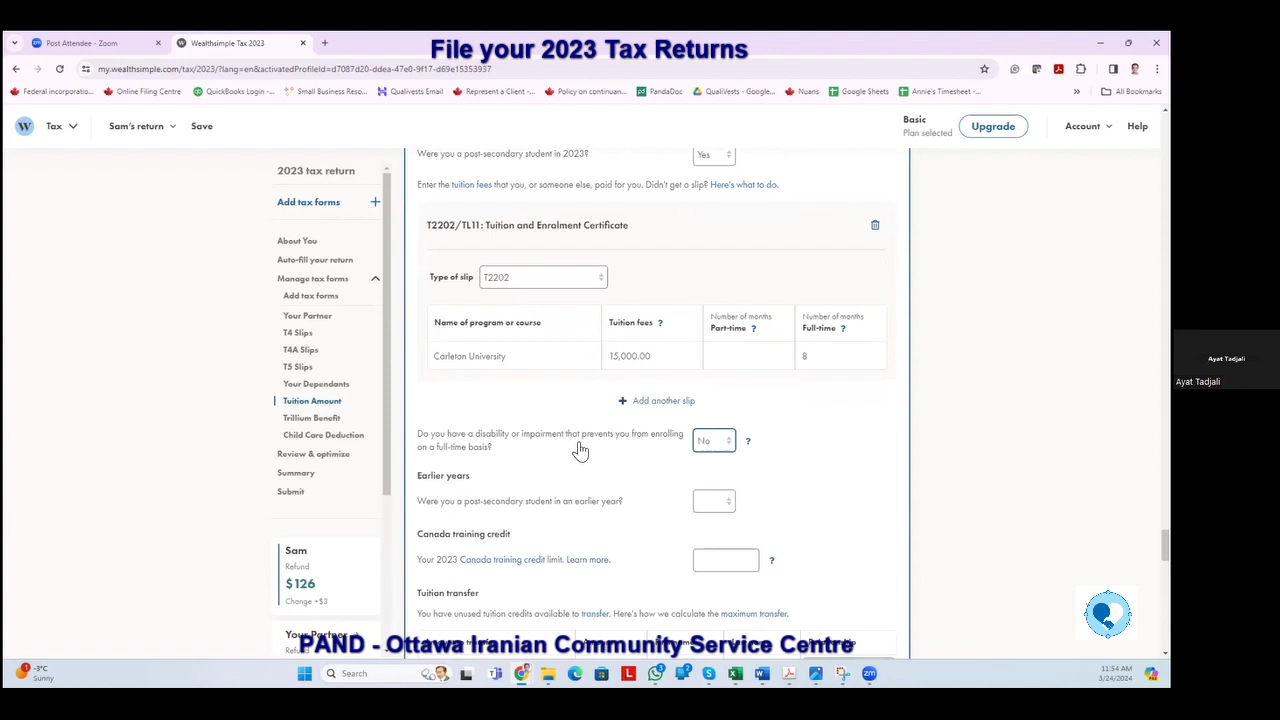 File your 2023 Tax Returns
Post Attendee - Zoom
Wealthsimple Tax 2023
my.wealthsimple.com/tax/2023/?lang=en&activatedProfileId=d7087d20-ddea-47e0-9f17-d69e15353937
Federal incorporatio...
Online Filing Centre
QuickBooks Login -...
Small Business Reso...
Qualivests Email
Represent a Client -...
Policy on continuan...
PandaDoc
QualiVests - Google...
Nuans
Google Sheets
Annie's Timesheet -...
All Bookmarks
W Tax
Sam's return
Save
Basic
Plan selected
Upgrade
Account
Help
2023 tax return
Add tax forms +
About You
Auto-fill your return
Manage tax forms
Add tax forms
Your Partner
T4 Slips
T4A Slips
T5 Slips
Your Dependants
Tuition Amount
Trillium Benefit
Child Care Deduction
Review & optimize
Summary
Submit
Sam
Refund
$126
Change +$3
Your Partner
Were you a post-secondary student in 2023? Yes
Enter the tuition fees that you, or someone else, paid for you. Didn't get a slip? Here's what to do.
T2202/TL11: Tuition and Enrolment Certificate
Type of slip T2202
Name of program or course
Tuition fees ?
Number of months
Part-time ?
Number of months
Full-time ?
Carleton University 15,000.00 8
+ Add another slip
Do you have a disability or impairment that prevents you from enrolling
on a full-time basis?
No ?
Earlier years
Were you a post-secondary student in an earlier year?
Canada training credit
Your 2023 Canada training credit limit. Learn more. ?
Tuition transfer
You have unused tuition credits available to transfer. Here's how we calculate the maximum transfer.
PAND - Ottawa Iranian Community Service Centre
Ayat Tadjali
Ayat Tadjali
-3°C
Sunny
Search
11:54 AM
3/24/2024